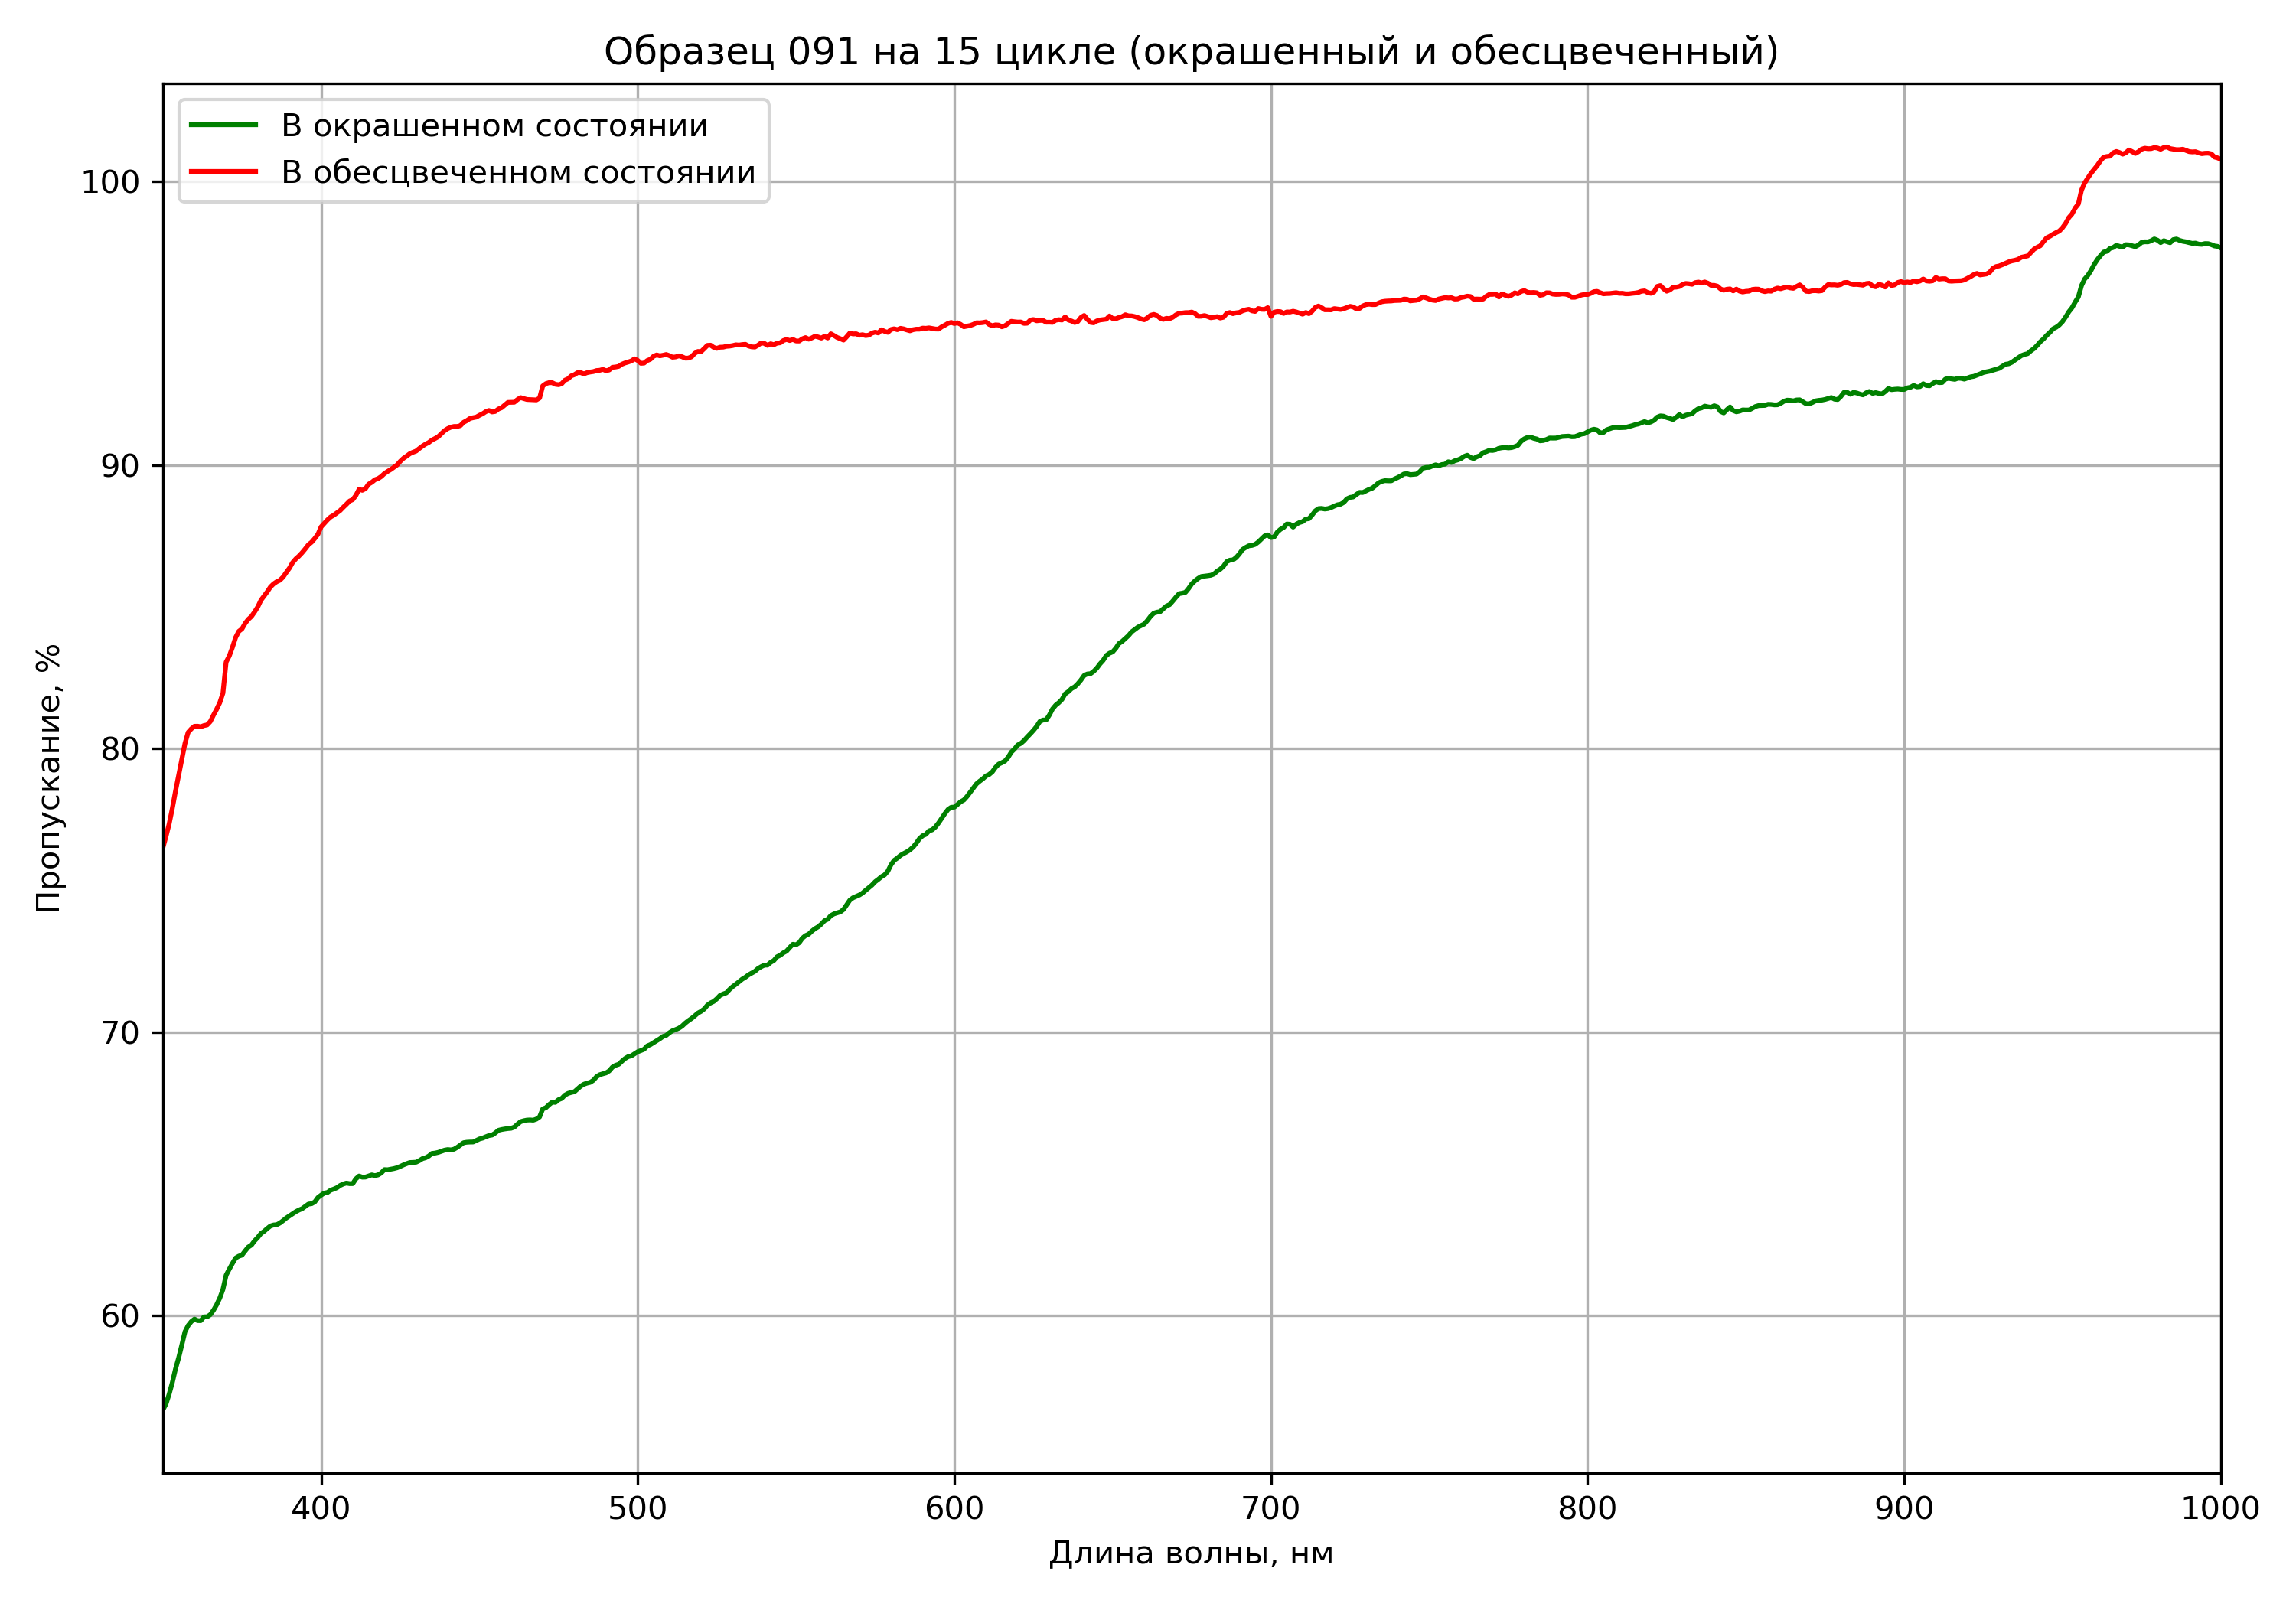 Образец 091 на 15 цикле (окрашенный и обесцвеченный)
В окрашенном состоянии
В обесцвеченном состоянии
100
90
80
70
60
Пропускание, %
400 500 600 700 800 900 1000
Длина волны, нм